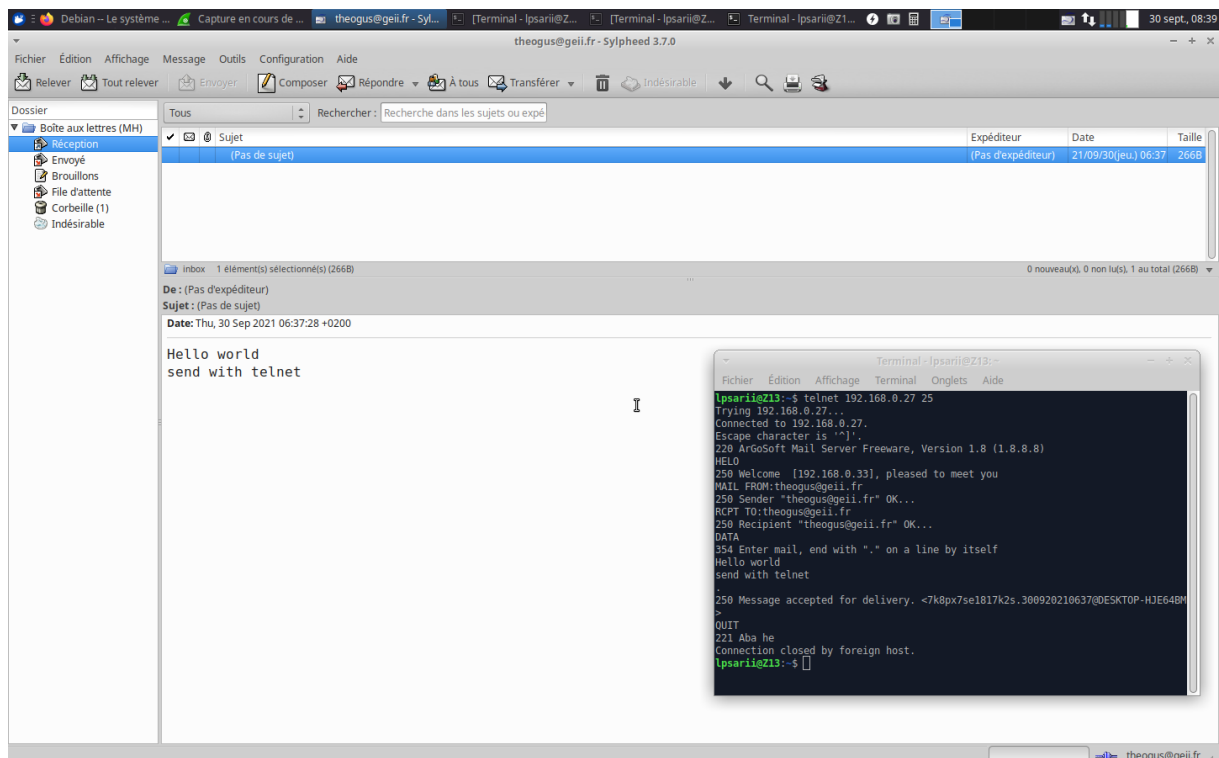 Debian -- Le système ... Capture en cours de ... theogus@geii.fr - Syl... [Terminal - lpsarii@Z... [Terminal - lpsarii@Z... Terminal - lpsarii@Z1... 30 sept., 08:39
theogus@geii.fr - Sylpheed 3.7.0
Fichier Édition Affichage Message Outils Configuration Aide
Relever Tout relever Envoyer Composer Répondre À tous Transférer Indésirable
Dossier
Boîte aux lettres (MH)
Réception
Envoyé
Brouillons
File d'attente
Corbeille (1)
Indésirable
Tous Rechercher : Recherche dans les sujets ou expé
Sujet Expéditeur Date Taille
(Pas de sujet) (Pas d'expéditeur) 21/09/30(jeu.) 06:37 266B
inbox 1 élément(s) sélectionné(s) (266B) 0 nouveau(x), 0 non lu(s), 1 au total (266B)
De : (Pas d'expéditeur)
Sujet : (Pas de sujet)
Date: Thu, 30 Sep 2021 06:37:28 +0200
Hello world
send with telnet
Terminal - lpsarii@Z13: ~
Fichier Édition Affichage Terminal Onglets Aide
lpsarii@Z13:~$ telnet 192.168.0.27 25
Trying 192.168.0.27...
Connected to 192.168.0.27.
Escape character is '^]'.
220 ArGoSoft Mail Server Freeware, Version 1.8 (1.8.8.8)
HELO
250 Welcome [192.168.0.33], pleased to meet you
MAIL FROM:theogus@geii.fr
250 Sender "theogus@geii.fr" OK...
RCPT TO:theogus@geii.fr
250 Recipient "theogus@geii.fr" OK...
DATA
354 Enter mail, end with "." on a line by itself
Hello world
send with telnet
.
250 Message accepted for delivery. <7k8px7se1817k2s.300920210637@DESKTOP-HJE64BM
>
QUIT
221 Aba he
Connection closed by foreign host.
lpsarii@Z13:~$
theogus@geii.fr